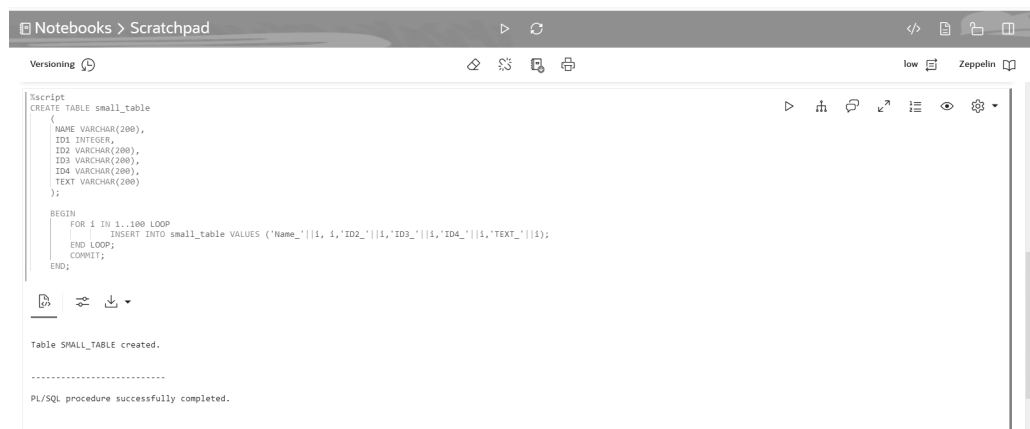 Notebooks > Scratchpad
Versioning
low
Zeppelin
%script
CREATE TABLE small_table
(
NAME VARCHAR(200),
ID1 INTEGER,
ID2 VARCHAR(200),
ID3 VARCHAR(200),
ID4 VARCHAR(200),
TEXT VARCHAR(200)
);
BEGIN
FOR i IN 1..100 LOOP
INSERT INTO small_table VALUES ('Name_'||i, i,'ID2_'||i,'ID3_'||i,'ID4_'||i,'TEXT_'||i);
END LOOP;
COMMIT;
END;
Table SMALL_TABLE created.
---------------------------
PL/SQL procedure successfully completed.